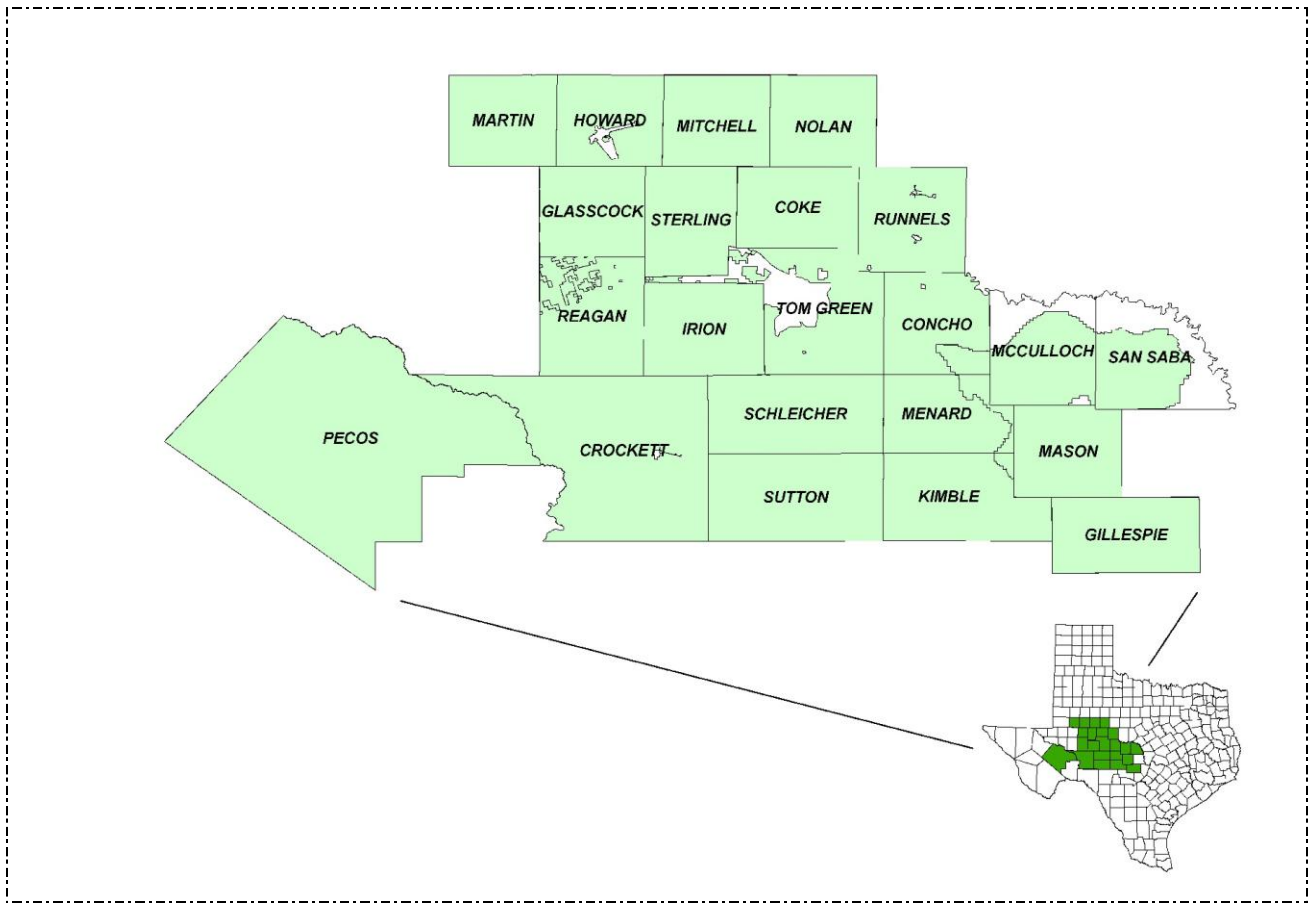 MARTIN
HOWARD
MITCHELL
NOLAN
GLASSCOCK
STERLING
COKE
RUNNELS
REAGAN
IRION
TOM GREEN
CONCHO
MCCULLOCH
SAN SABA
PECOS
CROCKETT
SCHLEICHER
MENARD
MASON
SUTTON
KIMBLE
GILLESPIE